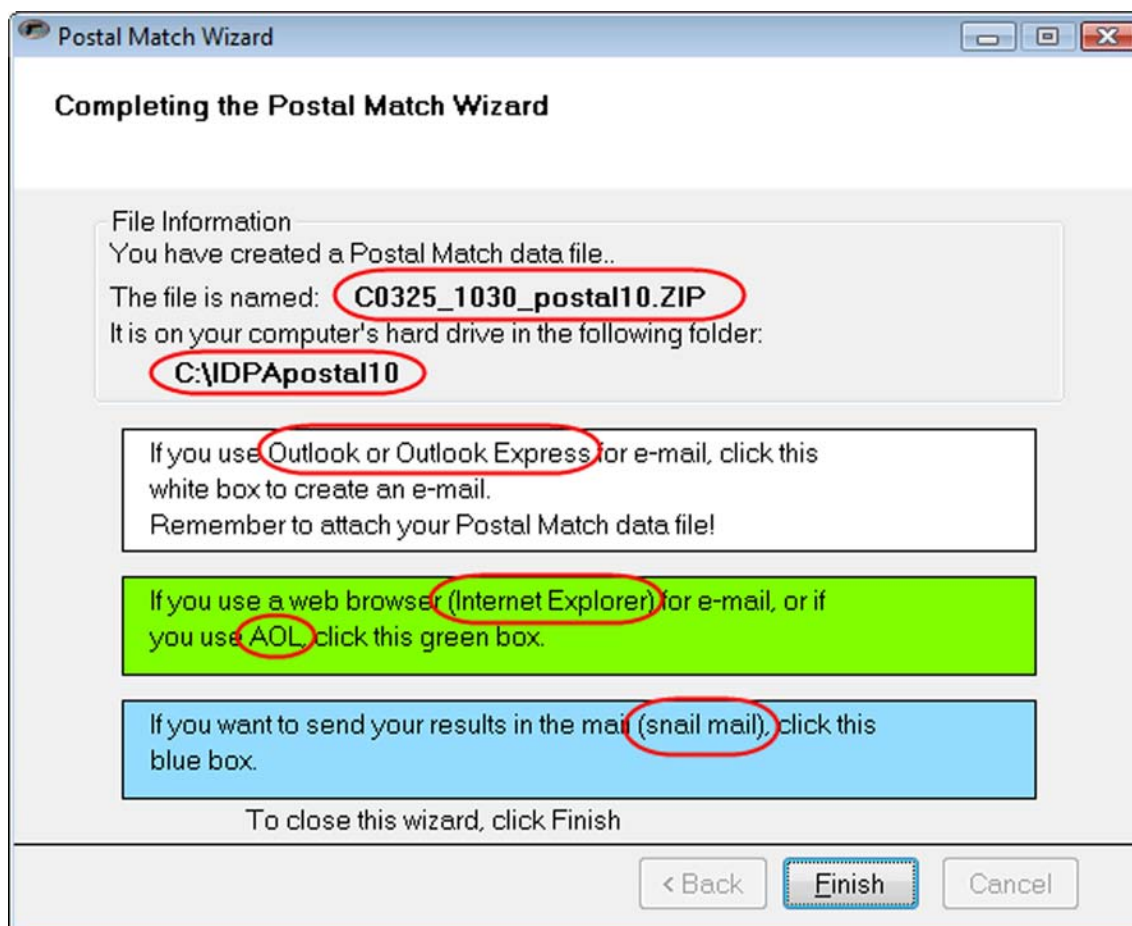 Postal Match Wizard
Completing the Postal Match Wizard
File Information
You have created a Postal Match data file..
The file is named: C0325_1030_postal10.ZIP
It is on your computer's hard drive in the following folder:
C:\IDPApostal10
If you use Outlook or Outlook Express for e-mail, click this
white box to create an e-mail.
Remember to attach your Postal Match data file!
If you use a web browser (Internet Explorer) for e-mail, or if
you use AOL, click this green box.
If you want to send your results in the mail (snail mail), click this
blue box.
To close this wizard, click Finish
< Back Finish Cancel